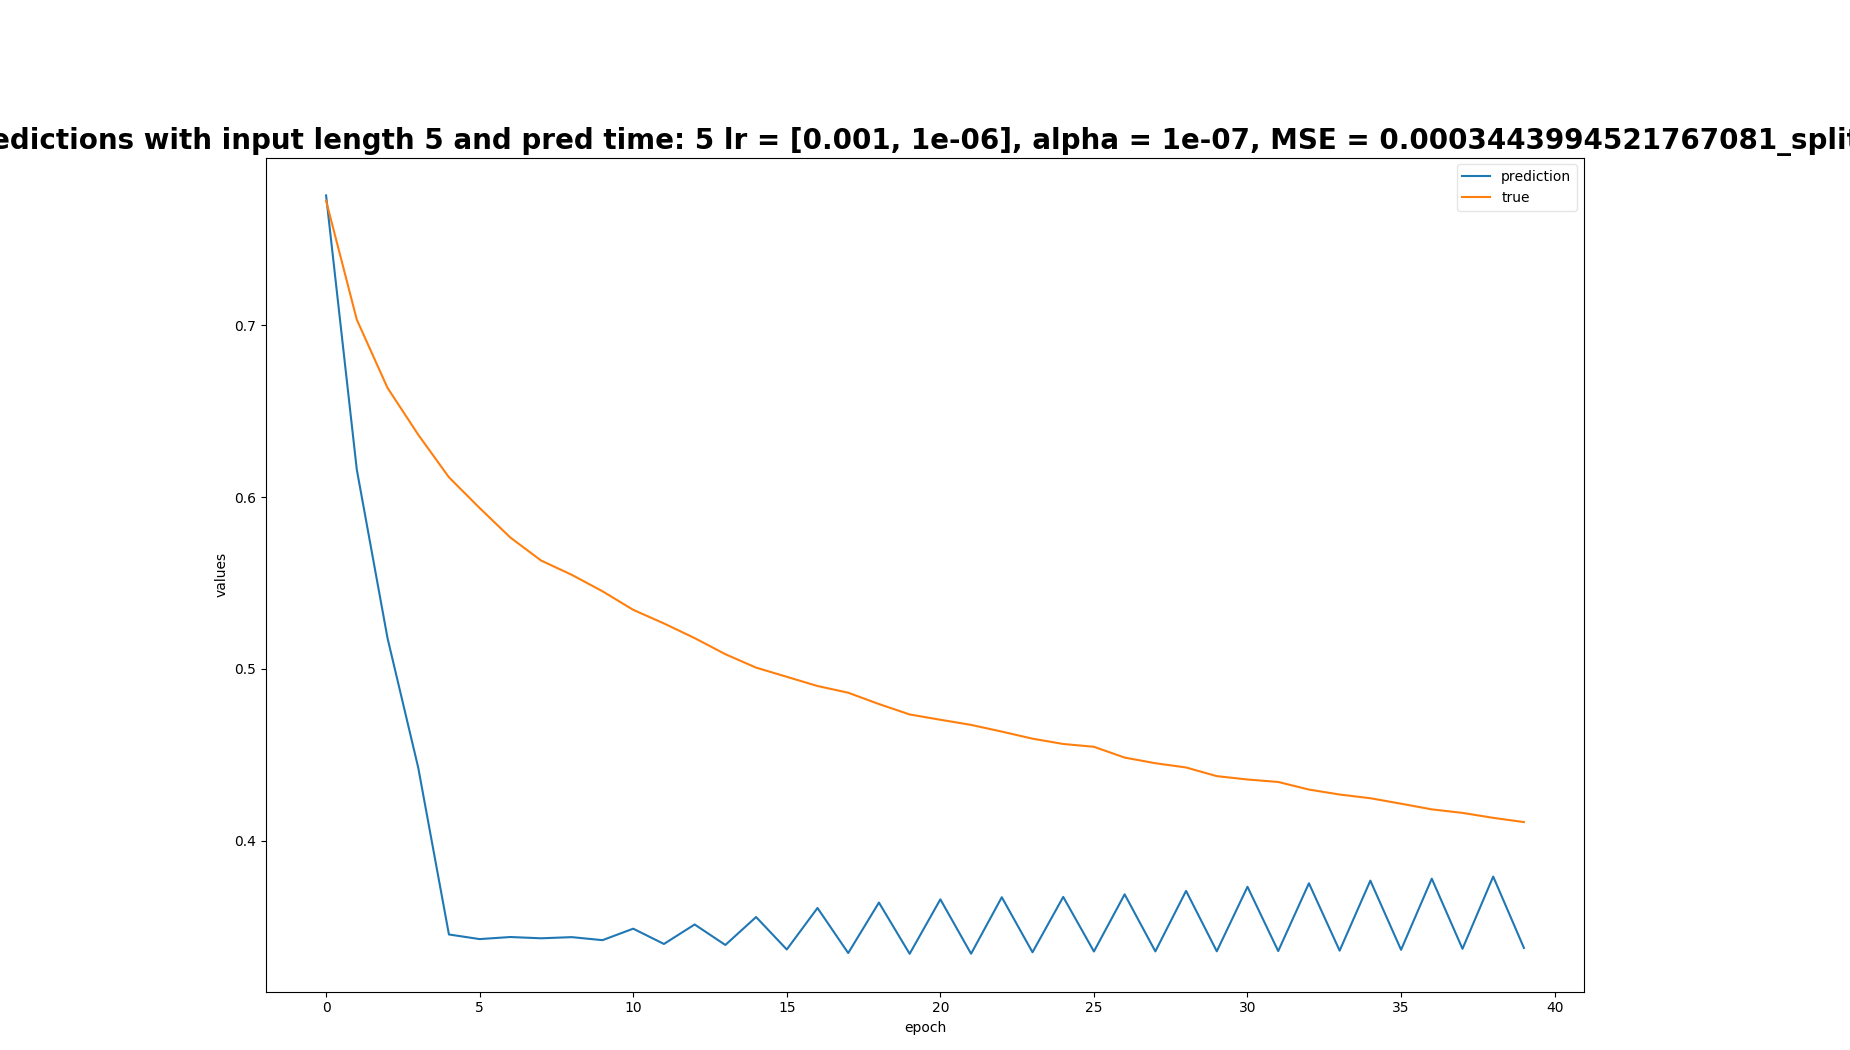 edictions with input length 5 and pred time: 5 lr = [0.001, 1e-06], alpha = 1e-07, MSE = 0.0003443994521767081_split
prediction
true
0.7
0.6
0.5
0.4
values
0 5 10 15 20 25 30 35 40
epoch